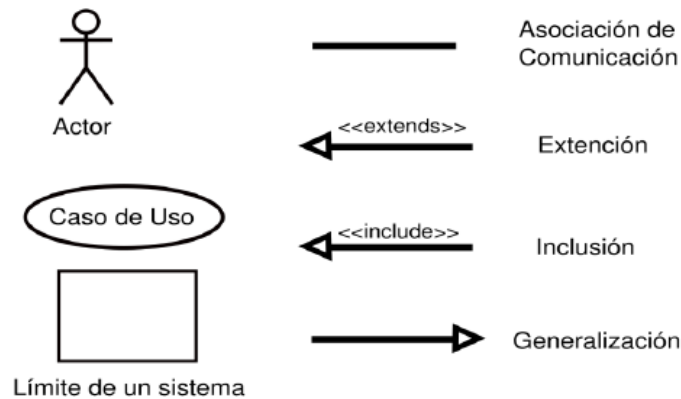 Asociación de
Comunicación
Actor
<<extends>>
Extención
Caso de Uso
<<include>>
Inclusión
Generalización
Límite de un sistema